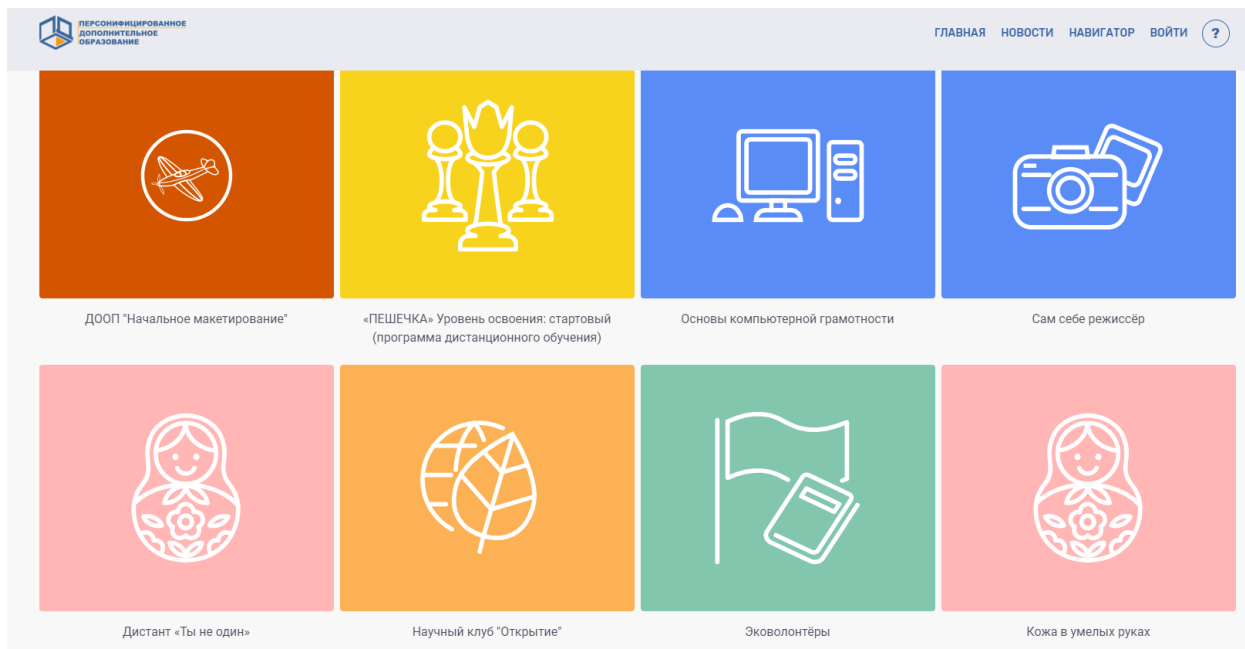 ПЕРСОНИФИЦИРОВАННОЕ
ДОПОЛНИТЕЛЬНОЕ
ОБРАЗОВАНИЕ
ГЛАВНАЯ НОВОСТИ НАВИГАТОР ВОЙТИ ?
ДООП "Начальное макетирование"
«ПЕШЕЧКА» Уровень освоения: стартовый
(программа дистанционного обучения)
Основы компьютерной грамотности
Сам себе режиссёр
Дистант «Ты не один»
Научный клуб "Открытие"
Эковолонтёры
Кожа в умелых руках